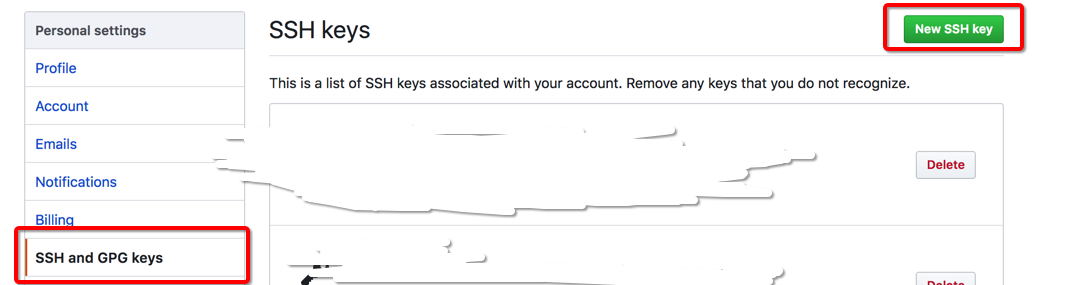 Personal settings
Profile
Account
Emails
Notifications
Billing
SSH and GPG keys
SSH keys
New SSH key
This is a list of SSH keys associated with your account. Remove any keys that you do not recognize.
Delete
Delete